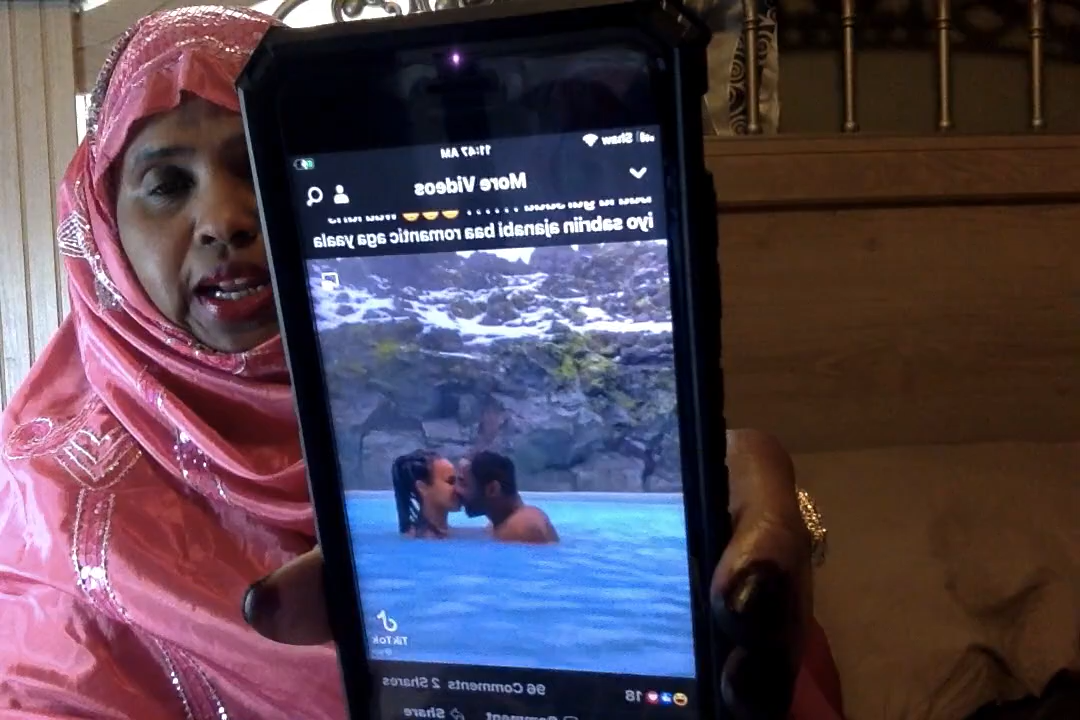 Shaw
11:47 AM
More Videos
iyo sabriin ajanabi baa romantic aga yaala
TikTok
18
96 Comments 2 Shares
Comment
Share